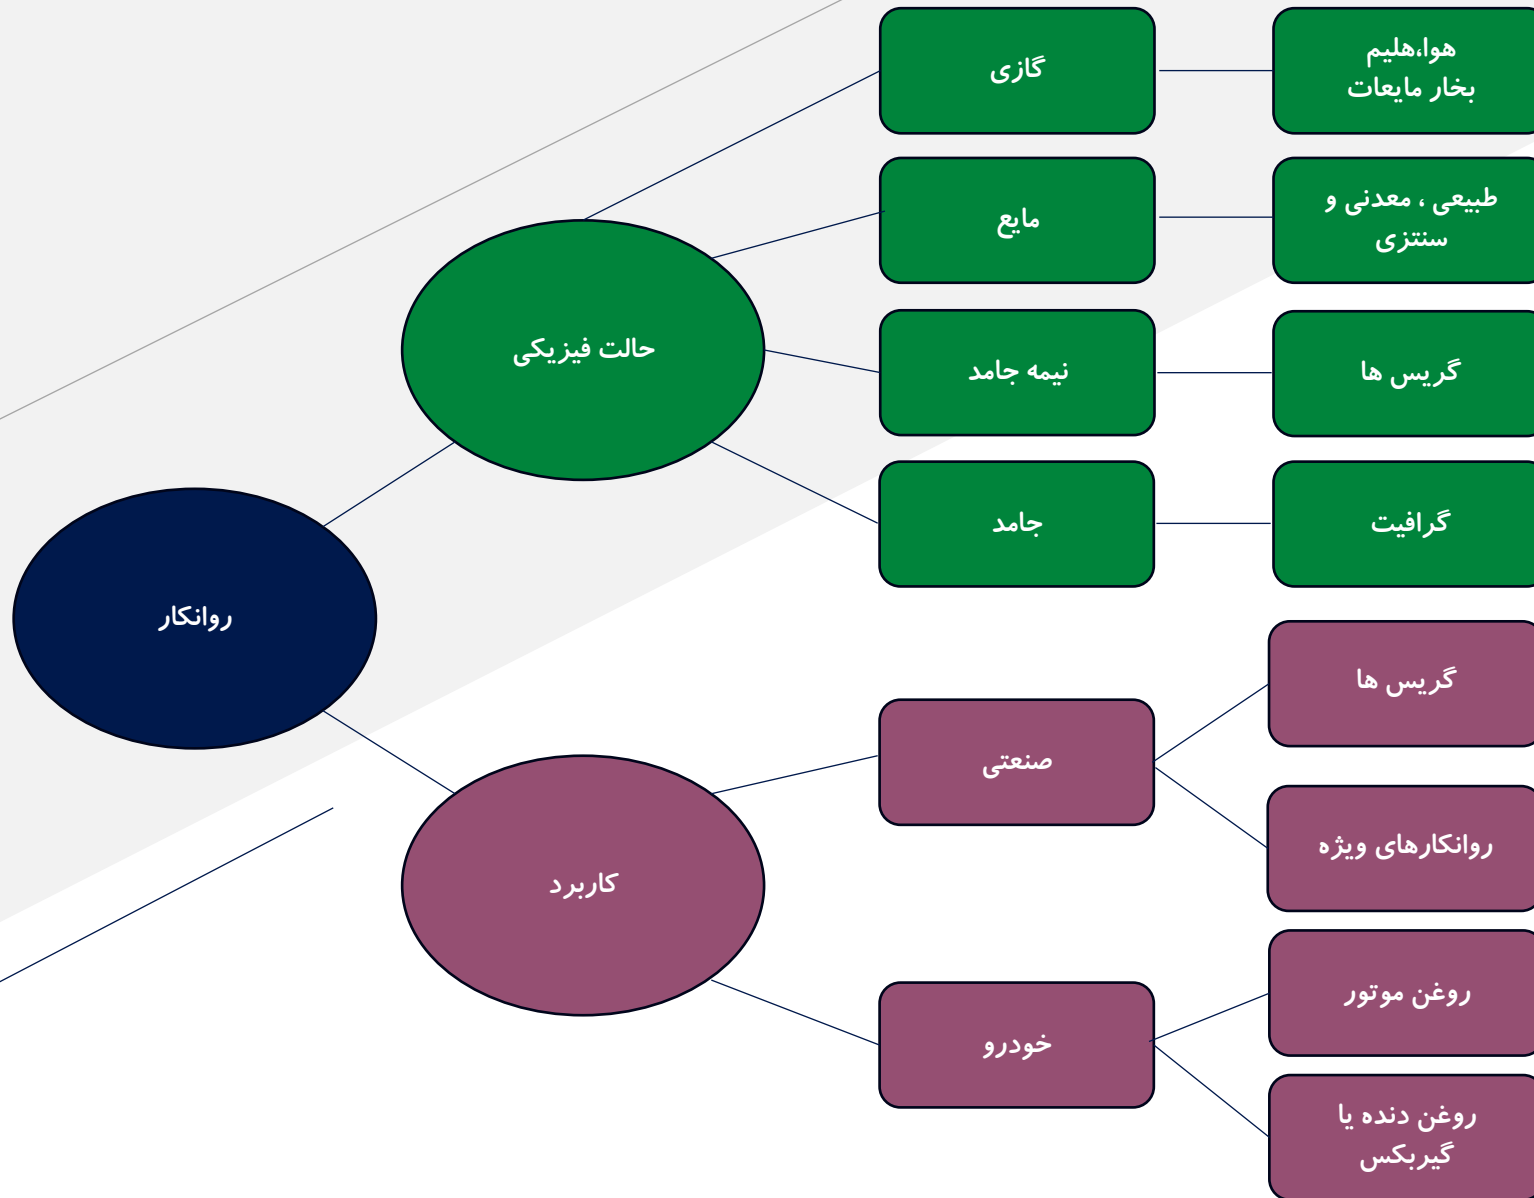 روانکار
حالت فیزیکی
گازی
هوا،هلیم
بخار مایعات
مایع
طبیعی ، معدنی و
سنتزی
نیمه جامد
گریس ها
جامد
گرافیت
کاربرد
صنعتی
گریس ها
روانکارهای ویژه
خودرو
روغن موتور
روغن دنده یا
گیربکس